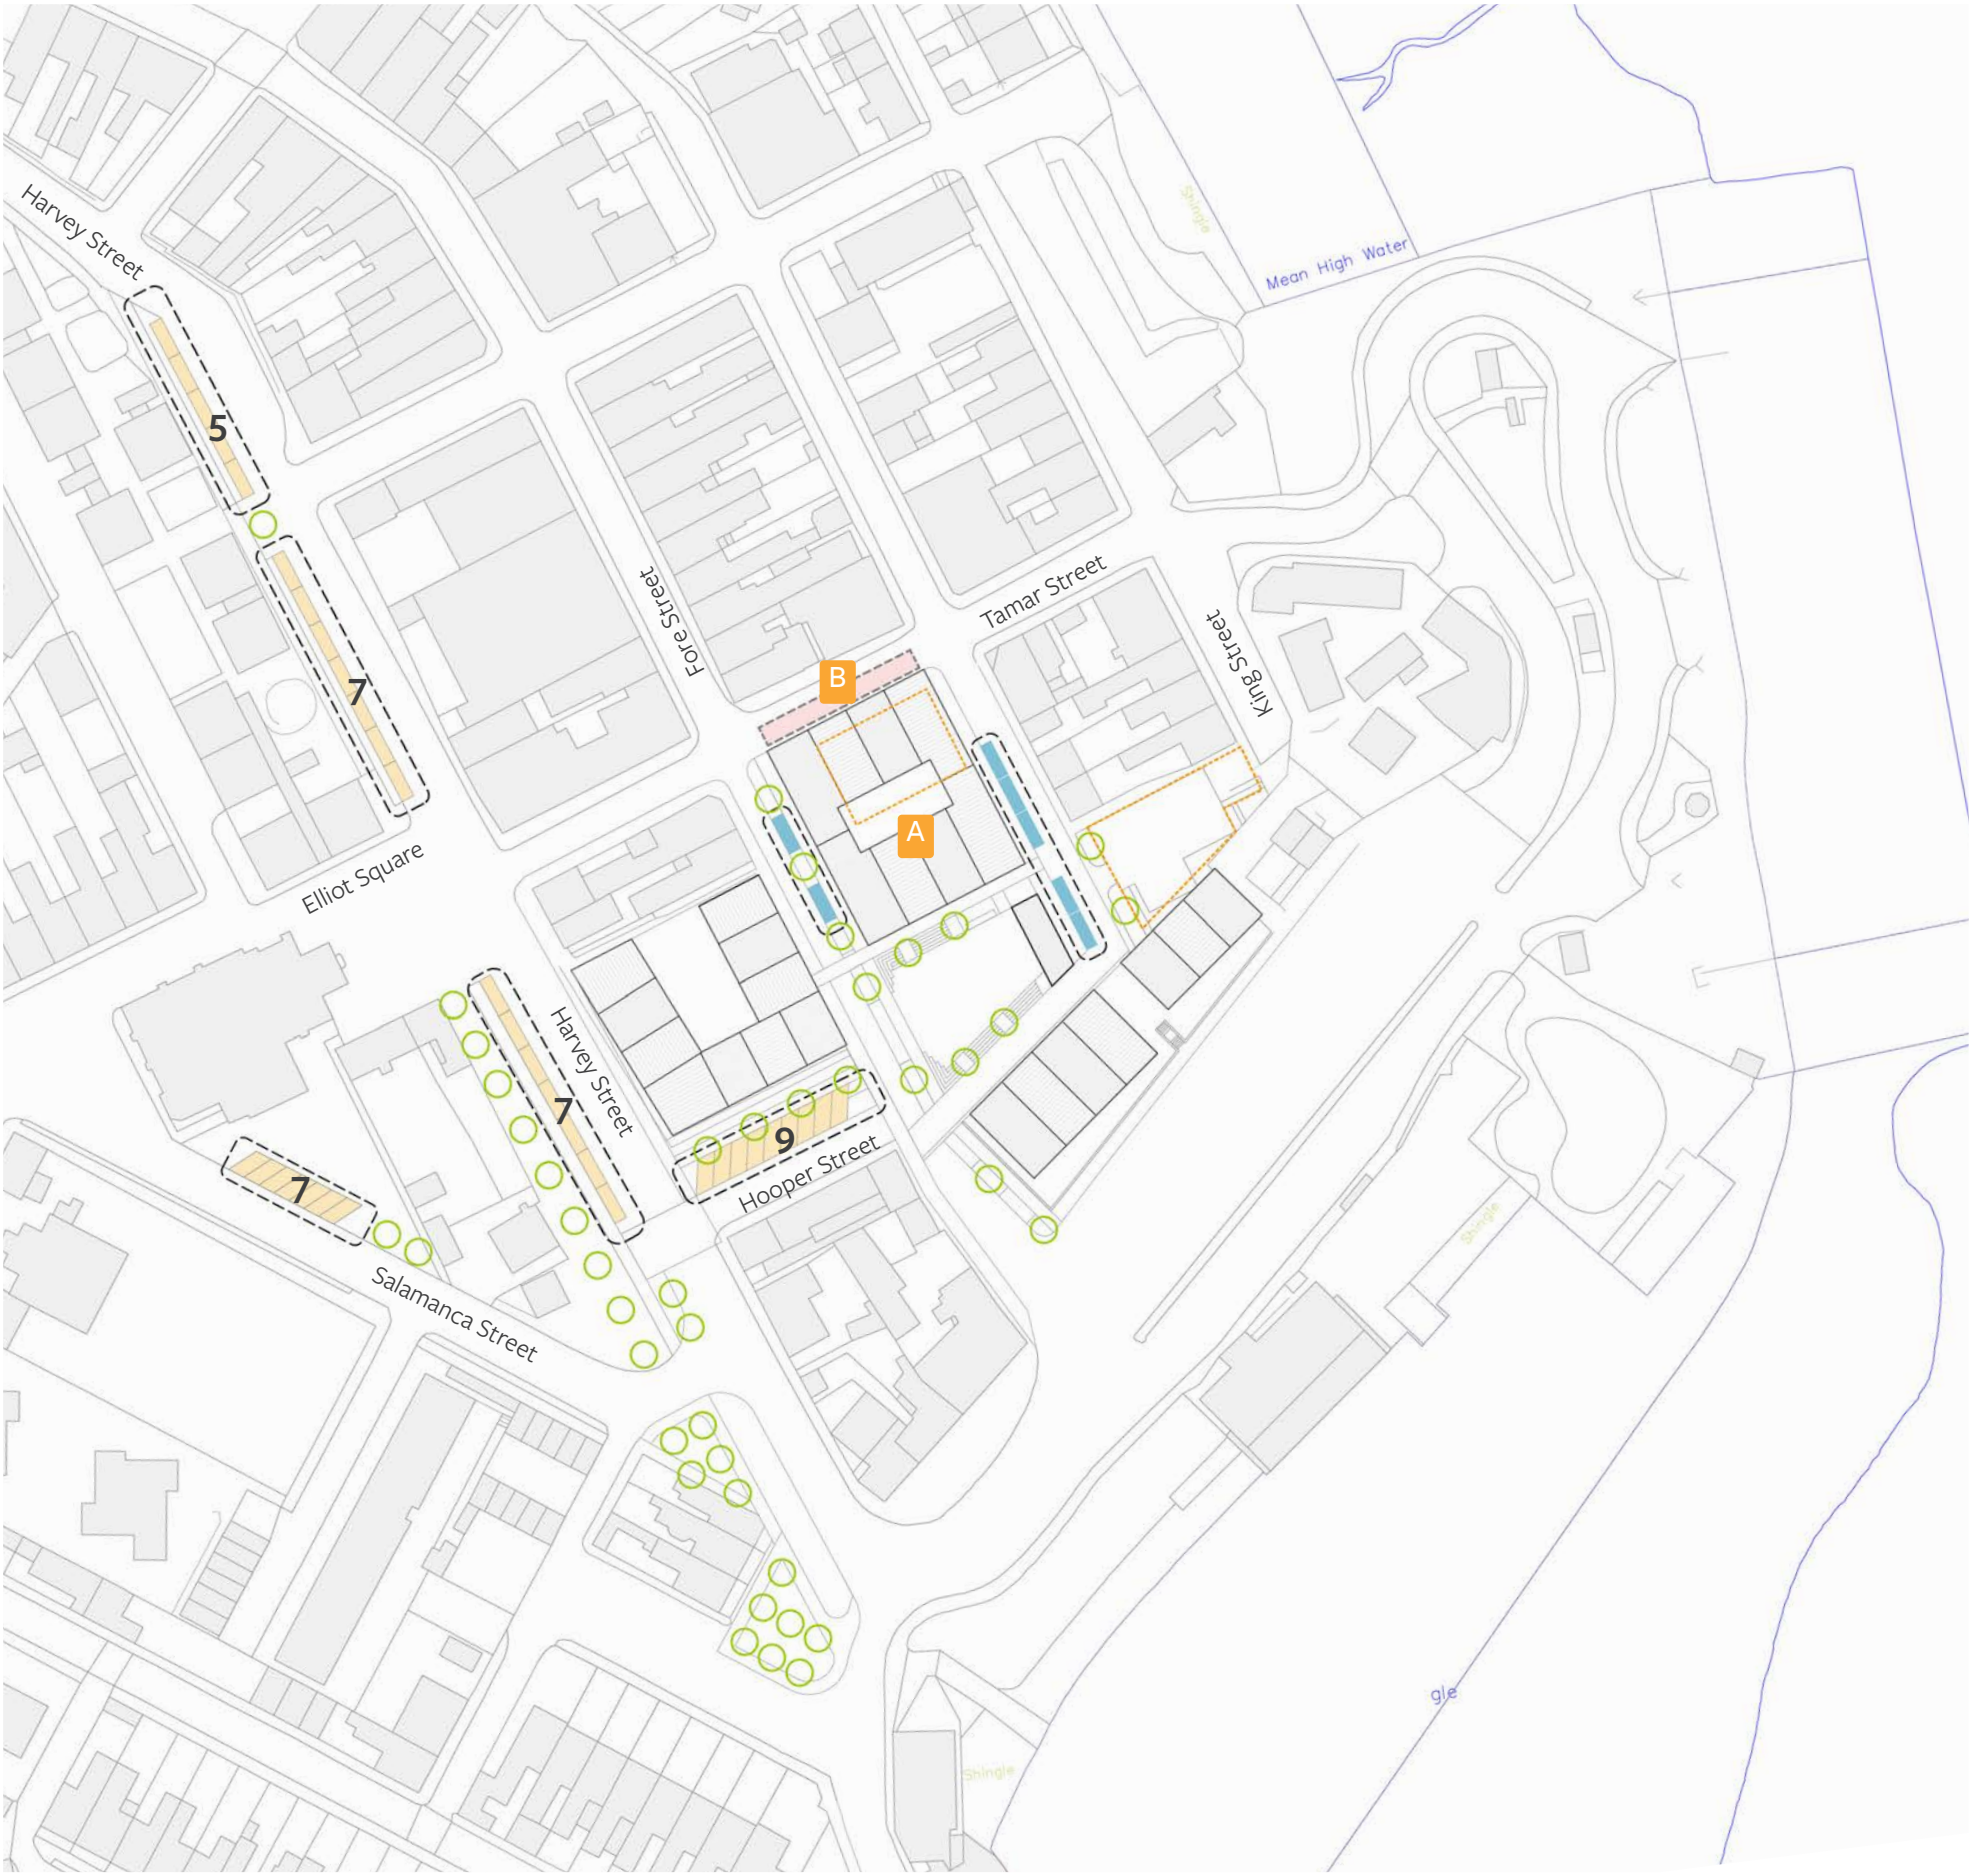 Harvey Street
Shingle
Mean High Water
5
Fore Street
Tamar Street
King Street
7
B
A
Elliot Square
Harvey Street
7
9
Hooper Street
7
Salamanca Street
Shingle
gle
Shingle